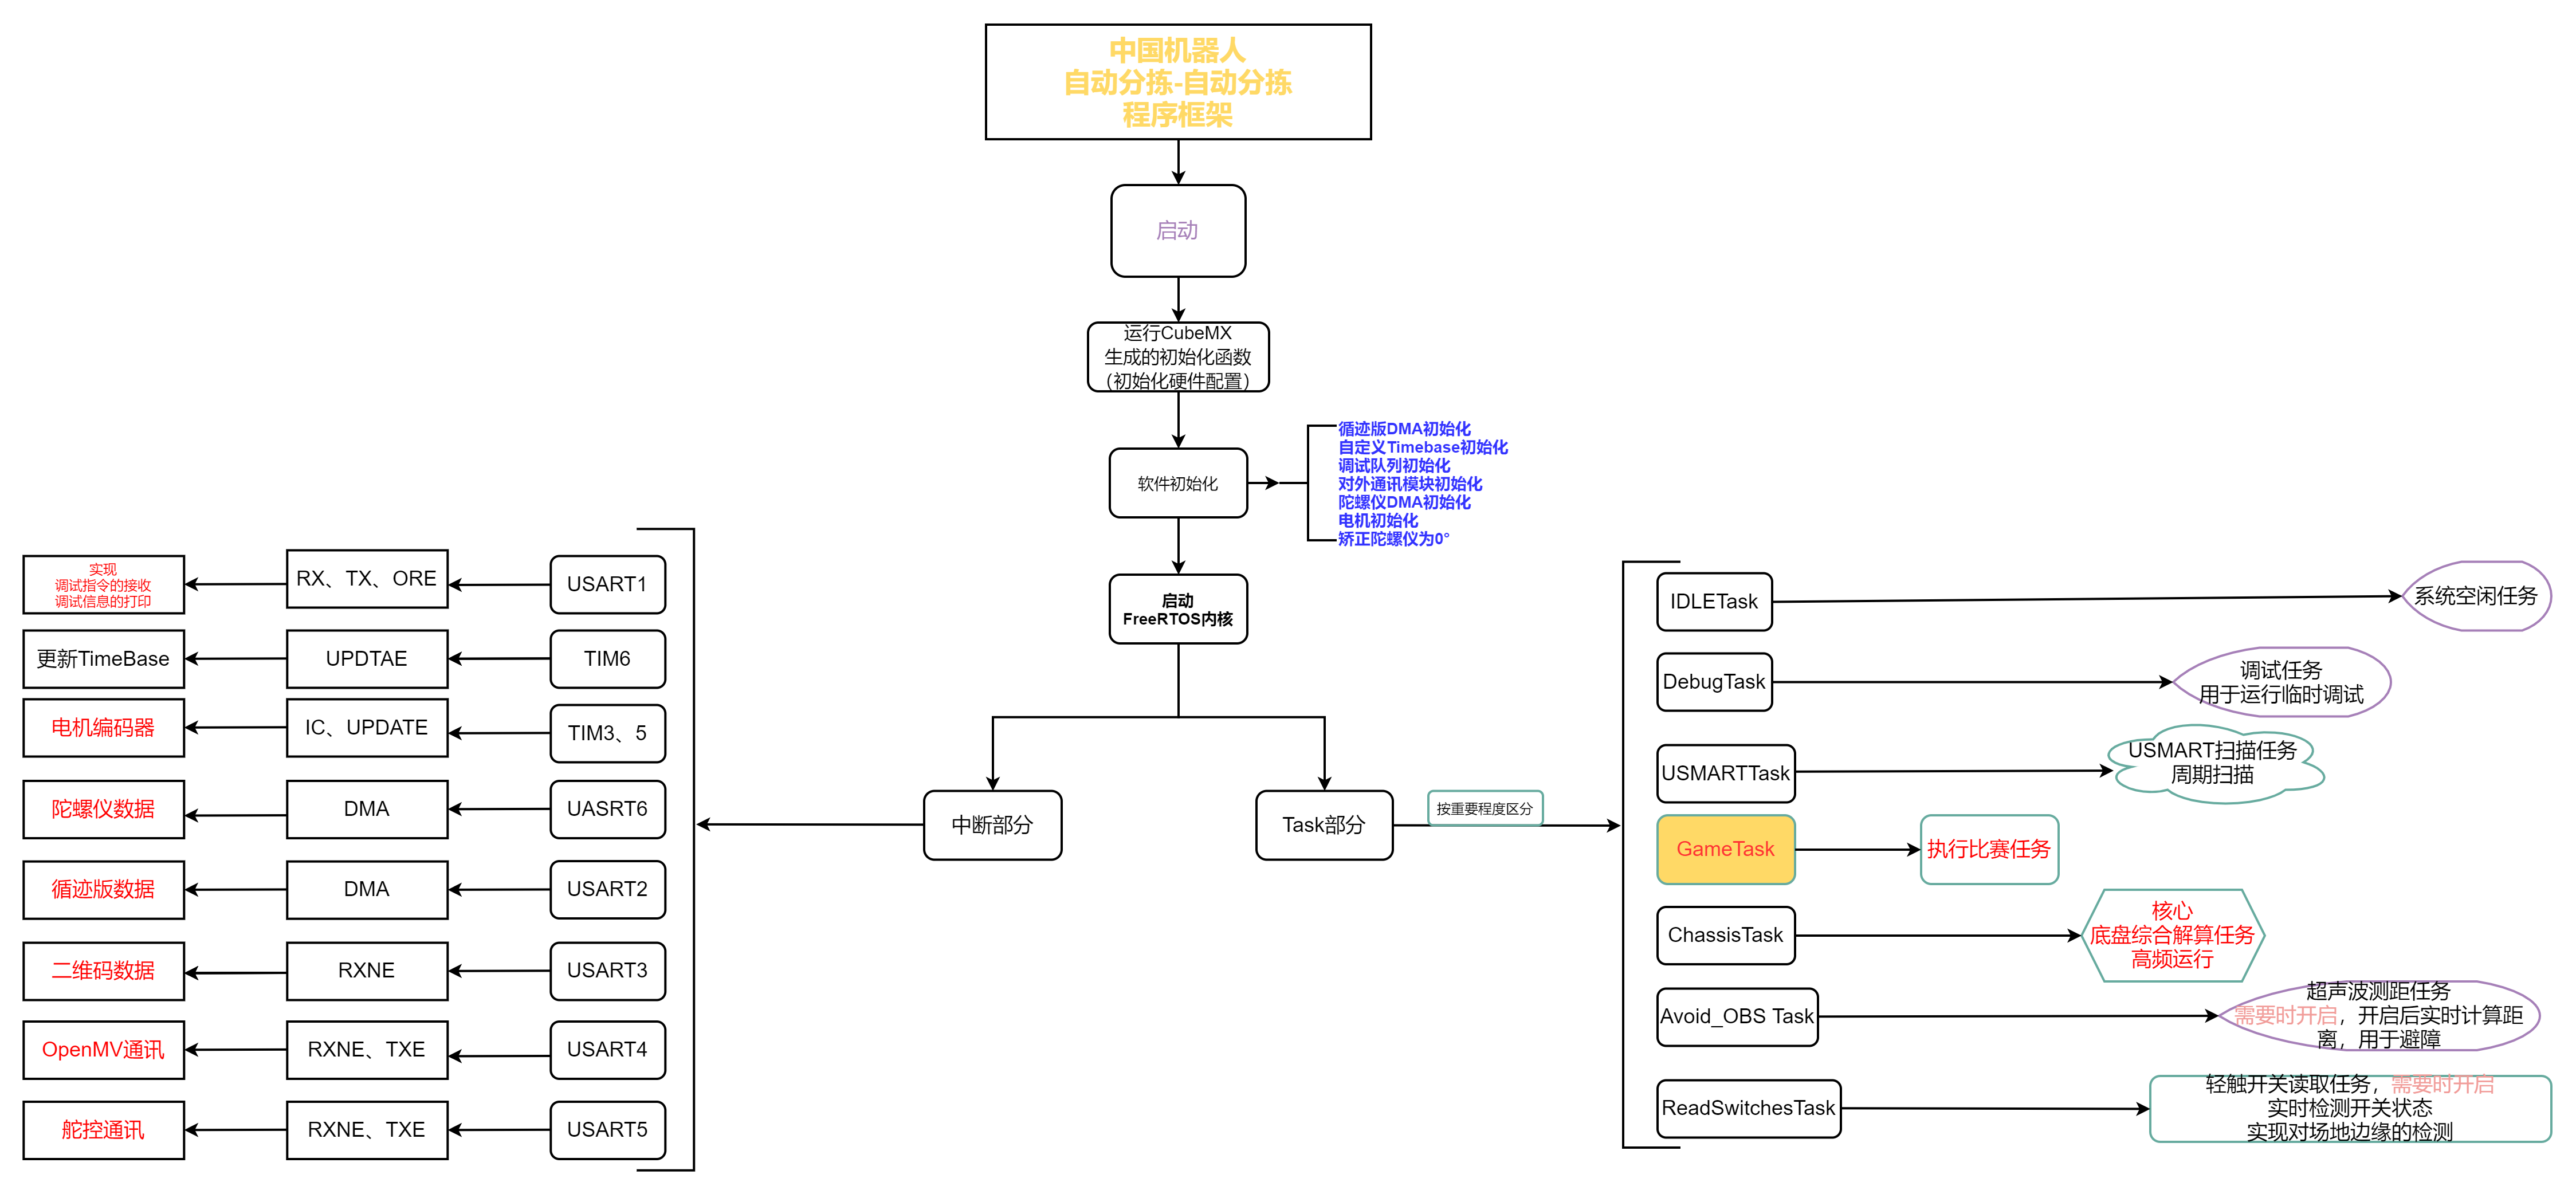 中国机器人
自动分拣-自动分拣
程序框架
启动
运行CubeMX
生成的初始化函数
（初始化硬件配置）
软件初始化
循迹版DMA初始化
自定义Timebase初始化
调试队列初始化
对外通讯模块初始化
陀螺仪DMA初始化
电机初始化
矫正陀螺仪为0°
启动
FreeRTOS内核
中断部分
Task部分
按重要程度区分
USART1
RX、TX、ORE
实现
调试指令的接收
调试信息的打印
TIM6
UPDTAE
更新TimeBase
TIM3、5
IC、UPDATE
电机编码器
UASRT6
DMA
陀螺仪数据
USART2
DMA
循迹版数据
USART3
RXNE
二维码数据
USART4
RXNE、TXE
OpenMV通讯
USART5
RXNE、TXE
舵控通讯
IDLETask
系统空闲任务
DebugTask
调试任务
用于运行临时调试
USMARTTask
USMART扫描任务
周期扫描
GameTask
执行比赛任务
ChassisTask
核心
底盘综合解算任务
高频运行
Avoid_OBS Task
超声波测距任务
需要时开启，开启后实时计算距
离，用于避障
ReadSwitchesTask
轻触开关读取任务，需要时开启
实时检测开关状态
实现对场地边缘的检测